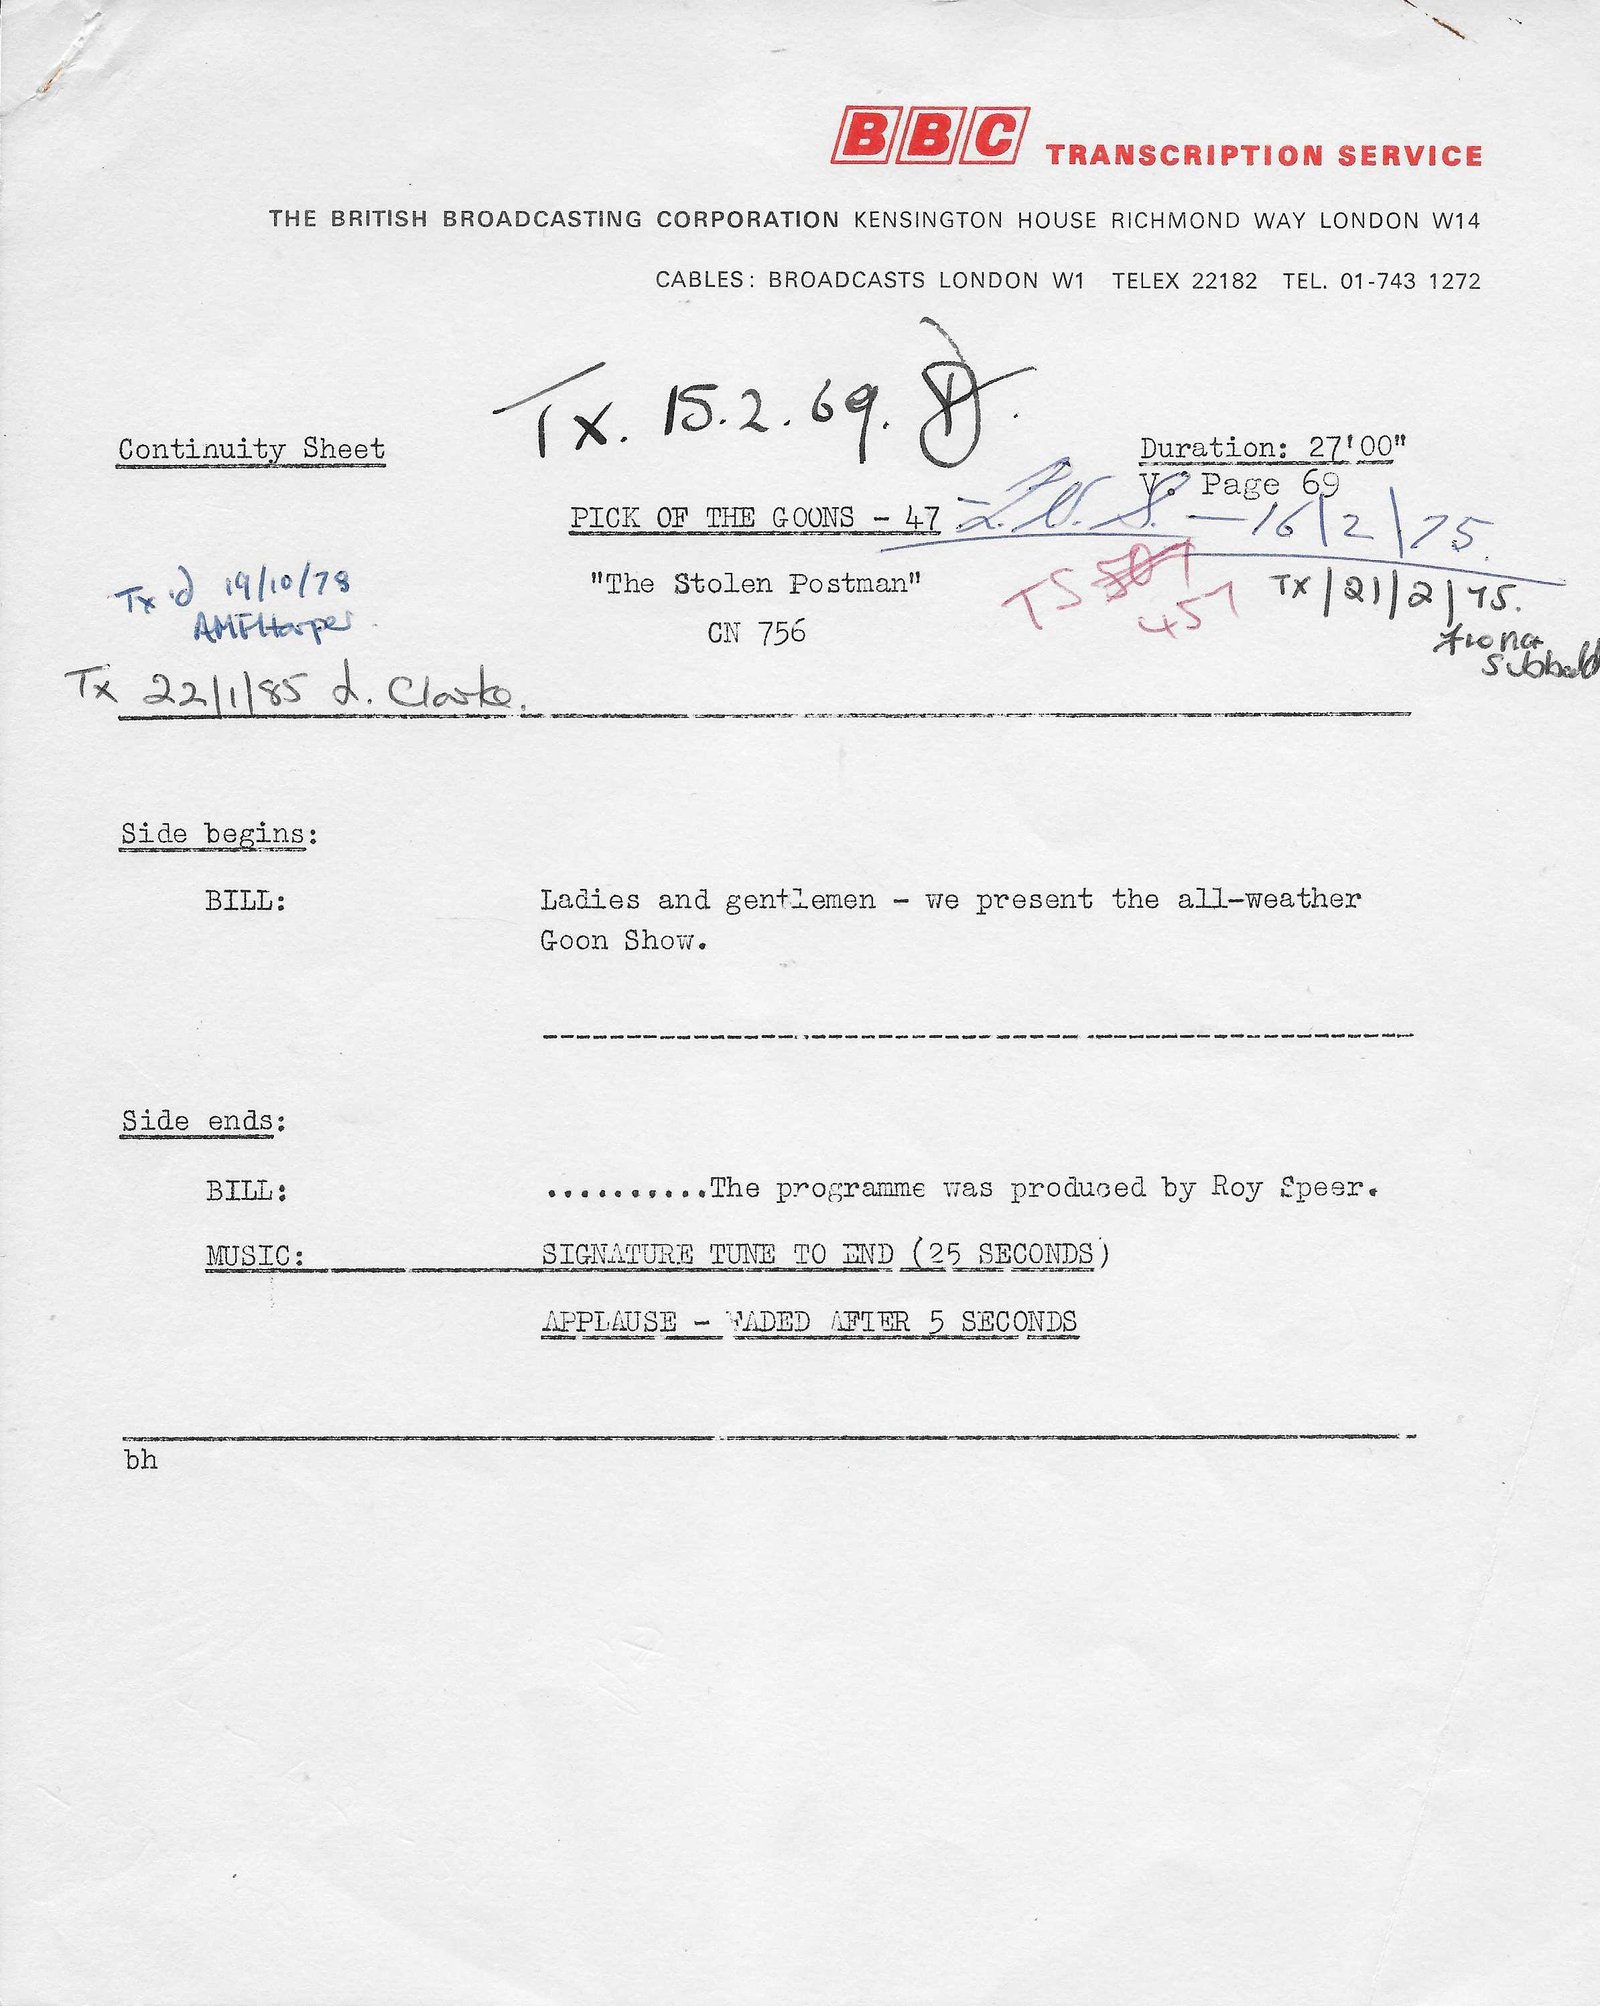 BBC TRANSCRIPTION SERVICE
THE BRITISH BROADCASTING CORPORATION KENSINGTON HOUSE RICHMOND WAY LONDON W14
CABLES: BROADCASTS LONDON W1 TELEX 22182 TEL. 01-743 1272
Tx. 15.2.69.
Continuity Sheet
Duration: 27'00"
V. Page 69
PICK OF THE GOONS - 47
16/2/75.
"The Stolen Postman"
TS 501
457
Tx/21/2/75.
Fiona
Sibbald
CN 756
Tx'd 19/10/78
AMFHarper
Tx 22/1/85 L. Clarke.
Side begins:
BILL: Ladies and gentlemen - we present the all-weather
Goon Show.
Side ends:
BILL: ..........The programme was produced by Roy Speer.
MUSIC: SIGNATURE TUNE TO END (25 SECONDS)
APPLAUSE - FADED AFTER 5 SECONDS
bh